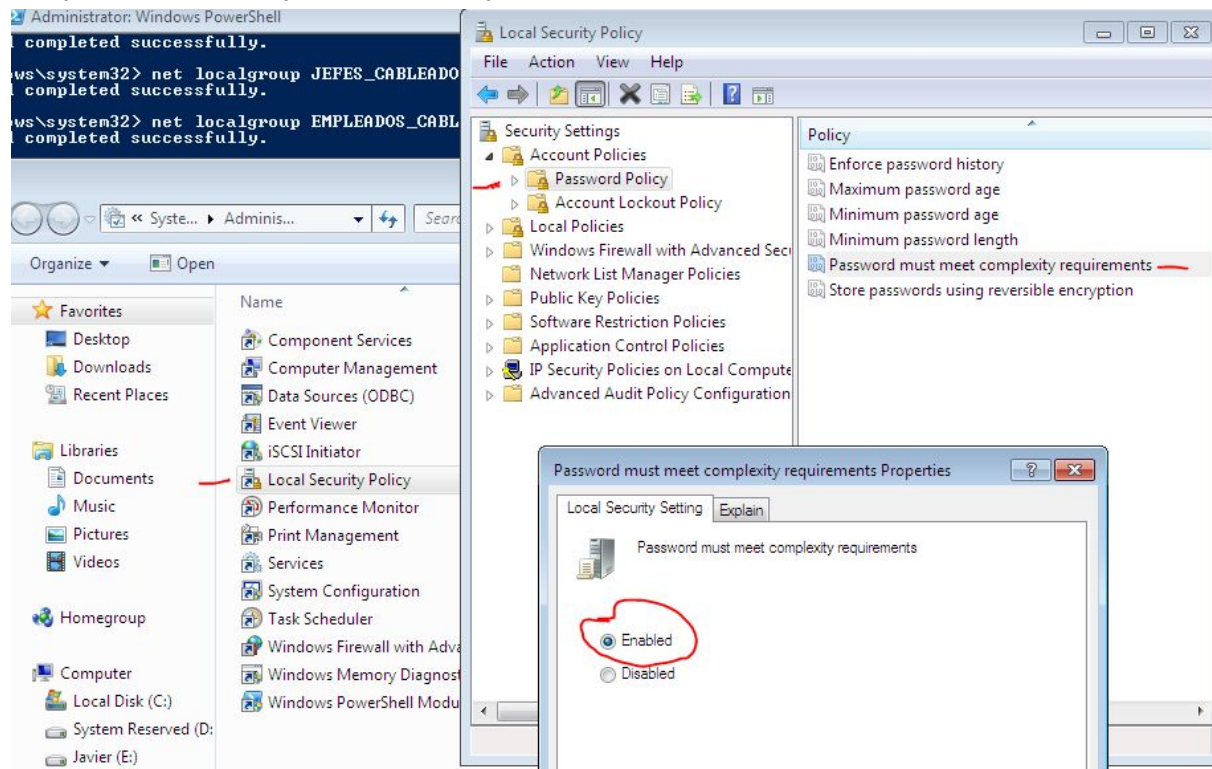 Administrator: Windows PowerShell
completed successfully.
ws\system32> net localgroup JEFES_CABLEADO
completed successfully.
ws\system32> net localgroup EMPLEADOS_CABL
completed successfully.
« Syste...
Adminis...
Organize
Open
Favorites
Desktop
Downloads
Recent Places
Libraries
Documents
Music
Pictures
Videos
Homegroup
Computer
Local Disk (C:)
System Reserved (D:
Javier (E:)
Name
Component Services
Computer Management
Data Sources (ODBC)
Event Viewer
iSCSI Initiator
Local Security Policy
Performance Monitor
Print Management
Services
System Configuration
Task Scheduler
Windows Firewall with Adva
Windows Memory Diagnost
Windows PowerShell Modu
Local Security Policy
File Action View Help
Security Settings
Account Policies
Password Policy
Account Lockout Policy
Local Policies
Windows Firewall with Advanced Secu
Network List Manager Policies
Public Key Policies
Software Restriction Policies
Application Control Policies
IP Security Policies on Local Compute
Advanced Audit Policy Configuration
Policy
Enforce password history
Maximum password age
Minimum password age
Minimum password length
Password must meet complexity requirements
Store passwords using reversible encryption
Password must meet complexity requirements Properties
Local Security Setting
Explain
Password must meet complexity requirements
Enabled
Disabled